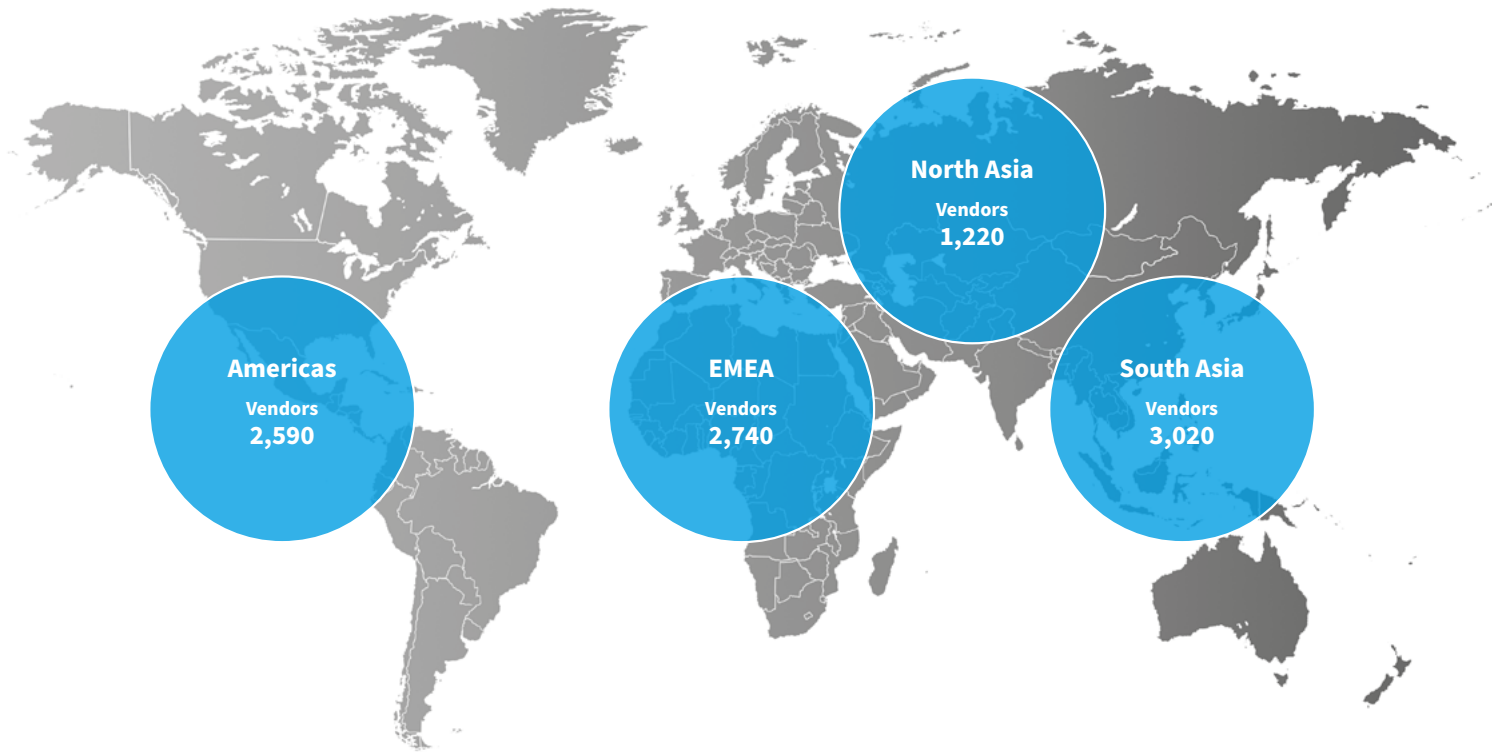 North Asia
Vendors
1,220
Americas
Vendors
2,590
EMEA
Vendors
2,740
South Asia
Vendors
3,020